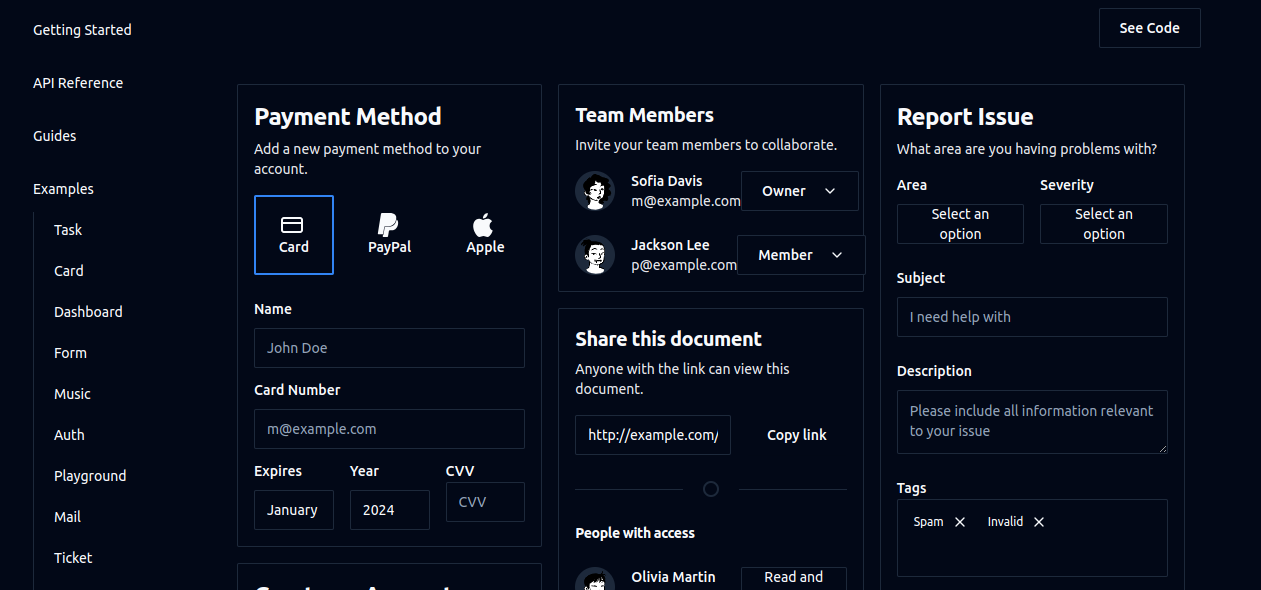 Getting Started
See Code
API Reference
Guides
Examples
Task
Card
Dashboard
Form
Music
Auth
Playground
Mail
Ticket
Payment Method
Add a new payment method to your
account.
Card
PayPal
Apple
Name
John Doe
Card Number
m@example.com
Expires
Year
CVV
January
2024
CVV
Team Members
Invite your team members to collaborate.
Sofia Davis
m@example.com
Owner
Jackson Lee
p@example.com
Member
Share this document
Anyone with the link can view this
document.
http://example.com/
Copy link
People with access
Olivia Martin
Read and
Report Issue
What area are you having problems with?
Area
Severity
Select an
option
Select an
option
Subject
I need help with
Description
Please include all information relevant
to your issue
Tags
Spam
Invalid